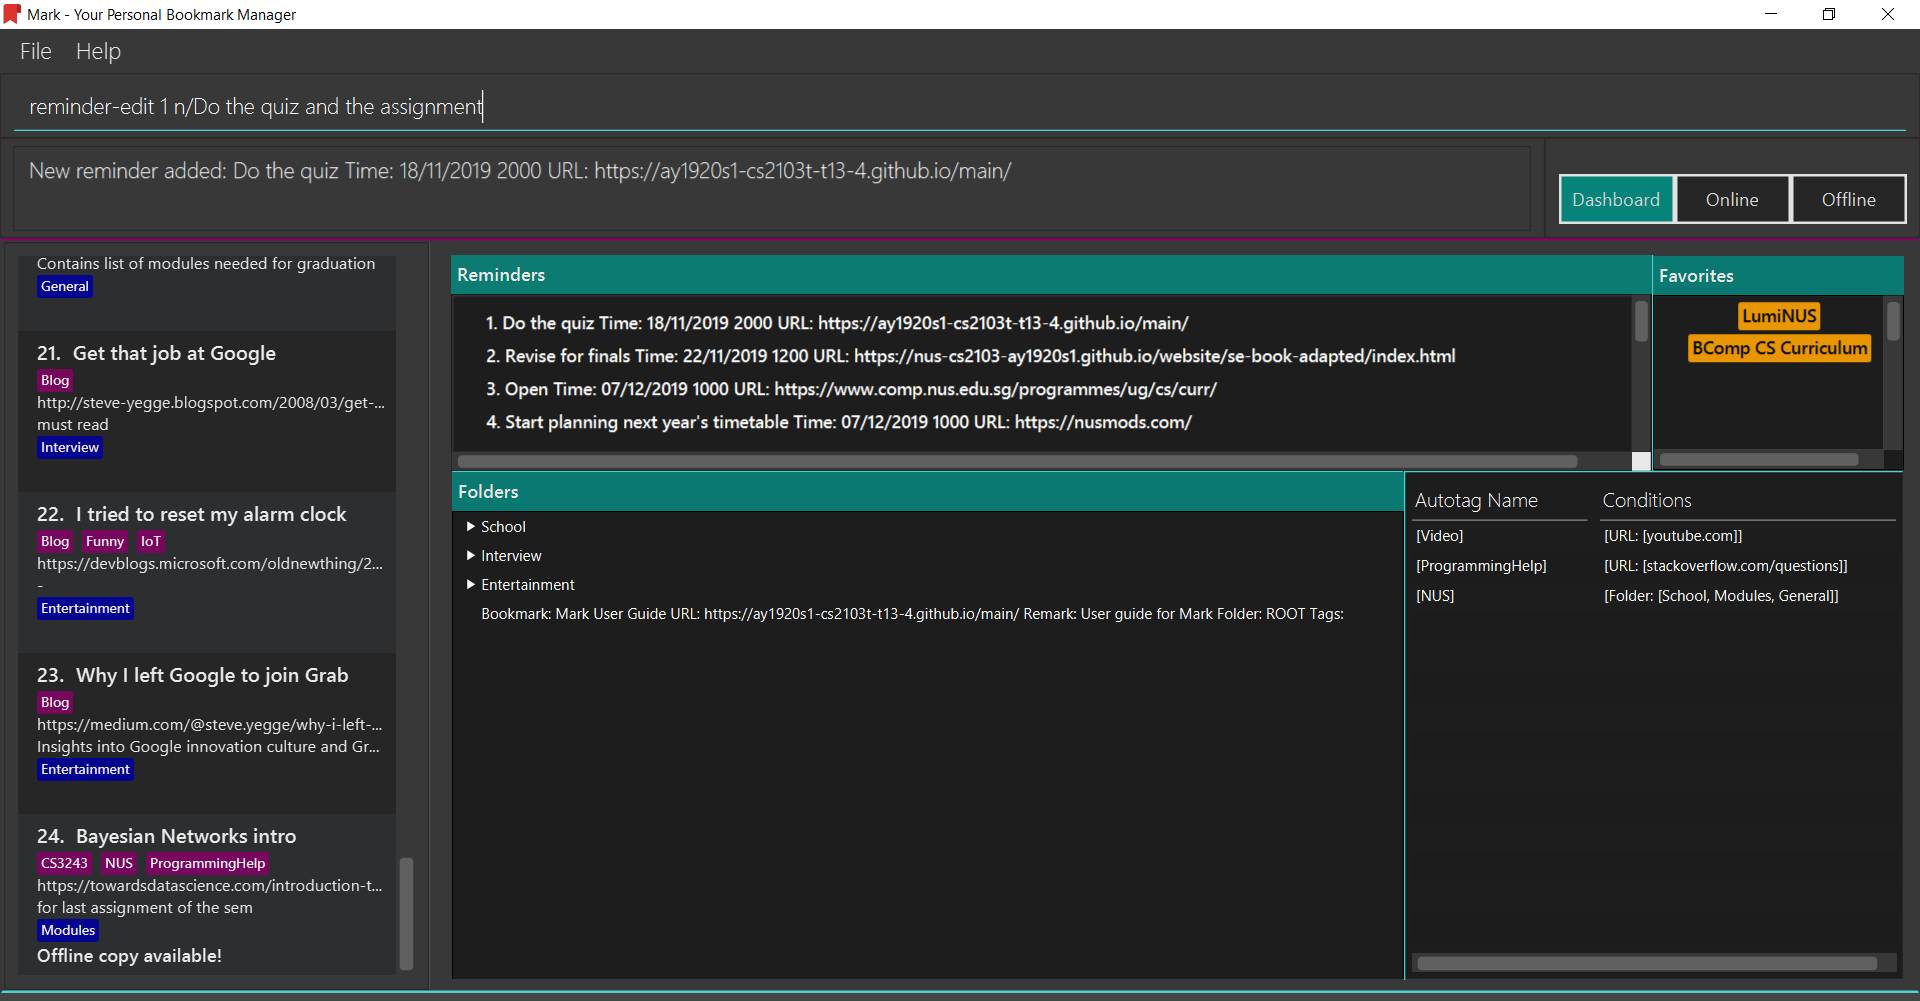 Mark - Your Personal Bookmark Manager
File Help
reminder-edit 1 n/Do the quiz and the assignment
New reminder added: Do the quiz Time: 18/11/2019 2000 URL: https://ay1920s1-cs2103t-t13-4.github.io/main/
Dashboard Online Offline
Contains list of modules needed for graduation
General
21. Get that job at Google
Blog
http://steve-yegge.blogspot.com/2008/03/get-...
must read
Interview
22. I tried to reset my alarm clock
Blog Funny IoT
https://devblogs.microsoft.com/oldnewthing/2...
-
Entertainment
23. Why I left Google to join Grab
Blog
https://medium.com/@steve.yegge/why-i-left-...
Insights into Google innovation culture and Gr...
Entertainment
24. Bayesian Networks intro
CS3243 NUS ProgrammingHelp
https://towardsdatascience.com/introduction-t...
for last assignment of the sem
Modules
Offline copy available!
Reminders
1. Do the quiz Time: 18/11/2019 2000 URL: https://ay1920s1-cs2103t-t13-4.github.io/main/
2. Revise for finals Time: 22/11/2019 1200 URL: https://nus-cs2103-ay1920s1.github.io/website/se-book-adapted/index.html
3. Open Time: 07/12/2019 1000 URL: https://www.comp.nus.edu.sg/programmes/ug/cs/curr/
4. Start planning next year's timetable Time: 07/12/2019 1000 URL: https://nusmods.com/
Favorites
LumiNUS
BComp CS Curriculum
Folders
School
Interview
Entertainment
Bookmark: Mark User Guide URL: https://ay1920s1-cs2103t-t13-4.github.io/main/ Remark: User guide for Mark Folder: ROOT Tags:
Autotag Name Conditions
[Video] [URL: [youtube.com]]
[ProgrammingHelp] [URL: [stackoverflow.com/questions]]
[NUS] [Folder: [School, Modules, General]]